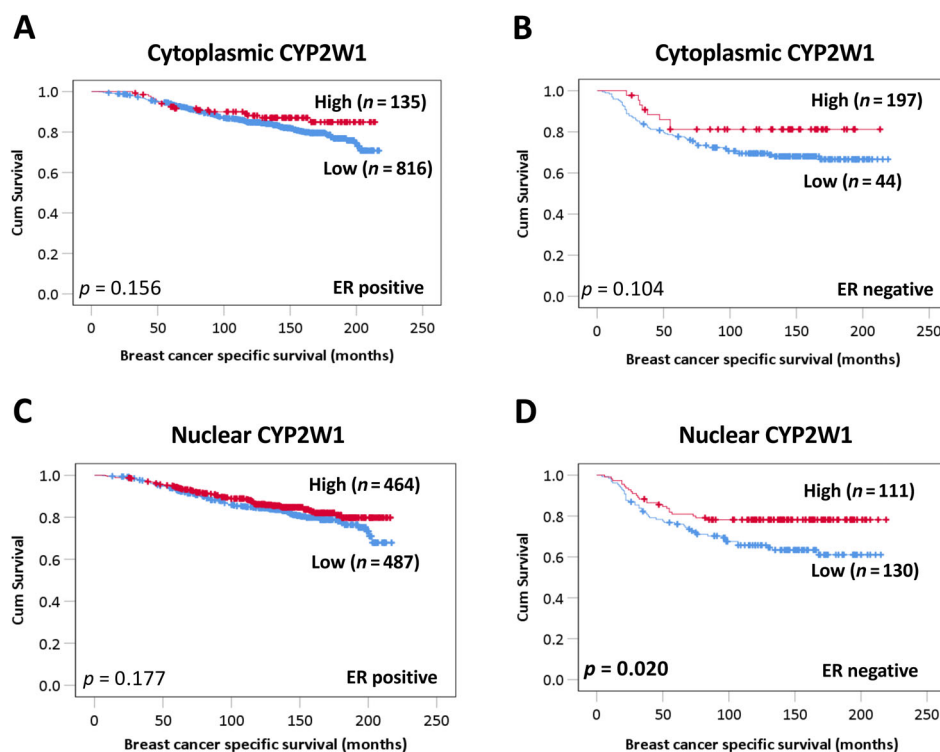 A
Cytoplasmic CYP2W1
1.0
0.8
0.6
0.4
0.2
0.0
Cum Survival
High (n = 135)
Low (n = 816)
p = 0.156
ER positive
0 50 100 150 200 250
Breast cancer specific survival (months)
B
Cytoplasmic CYP2W1
1.0
0.8
0.6
0.4
0.2
0.0
Cum Survival
High (n = 197)
Low (n = 44)
p = 0.104
ER negative
0 50 100 150 200 250
Breast cancer specific survival (months)
C
Nuclear CYP2W1
1.0
0.8
0.6
0.4
0.2
0.0
Cum Survival
High (n = 464)
Low (n = 487)
p = 0.177
ER positive
0 50 100 150 200 250
Breast cancer specific survival (months)
D
Nuclear CYP2W1
1.0
0.8
0.6
0.4
0.2
0.0
Cum Survival
High (n = 111)
Low (n = 130)
p = 0.020
ER negative
0 50 100 150 200 250
Breast cancer specific survival (months)